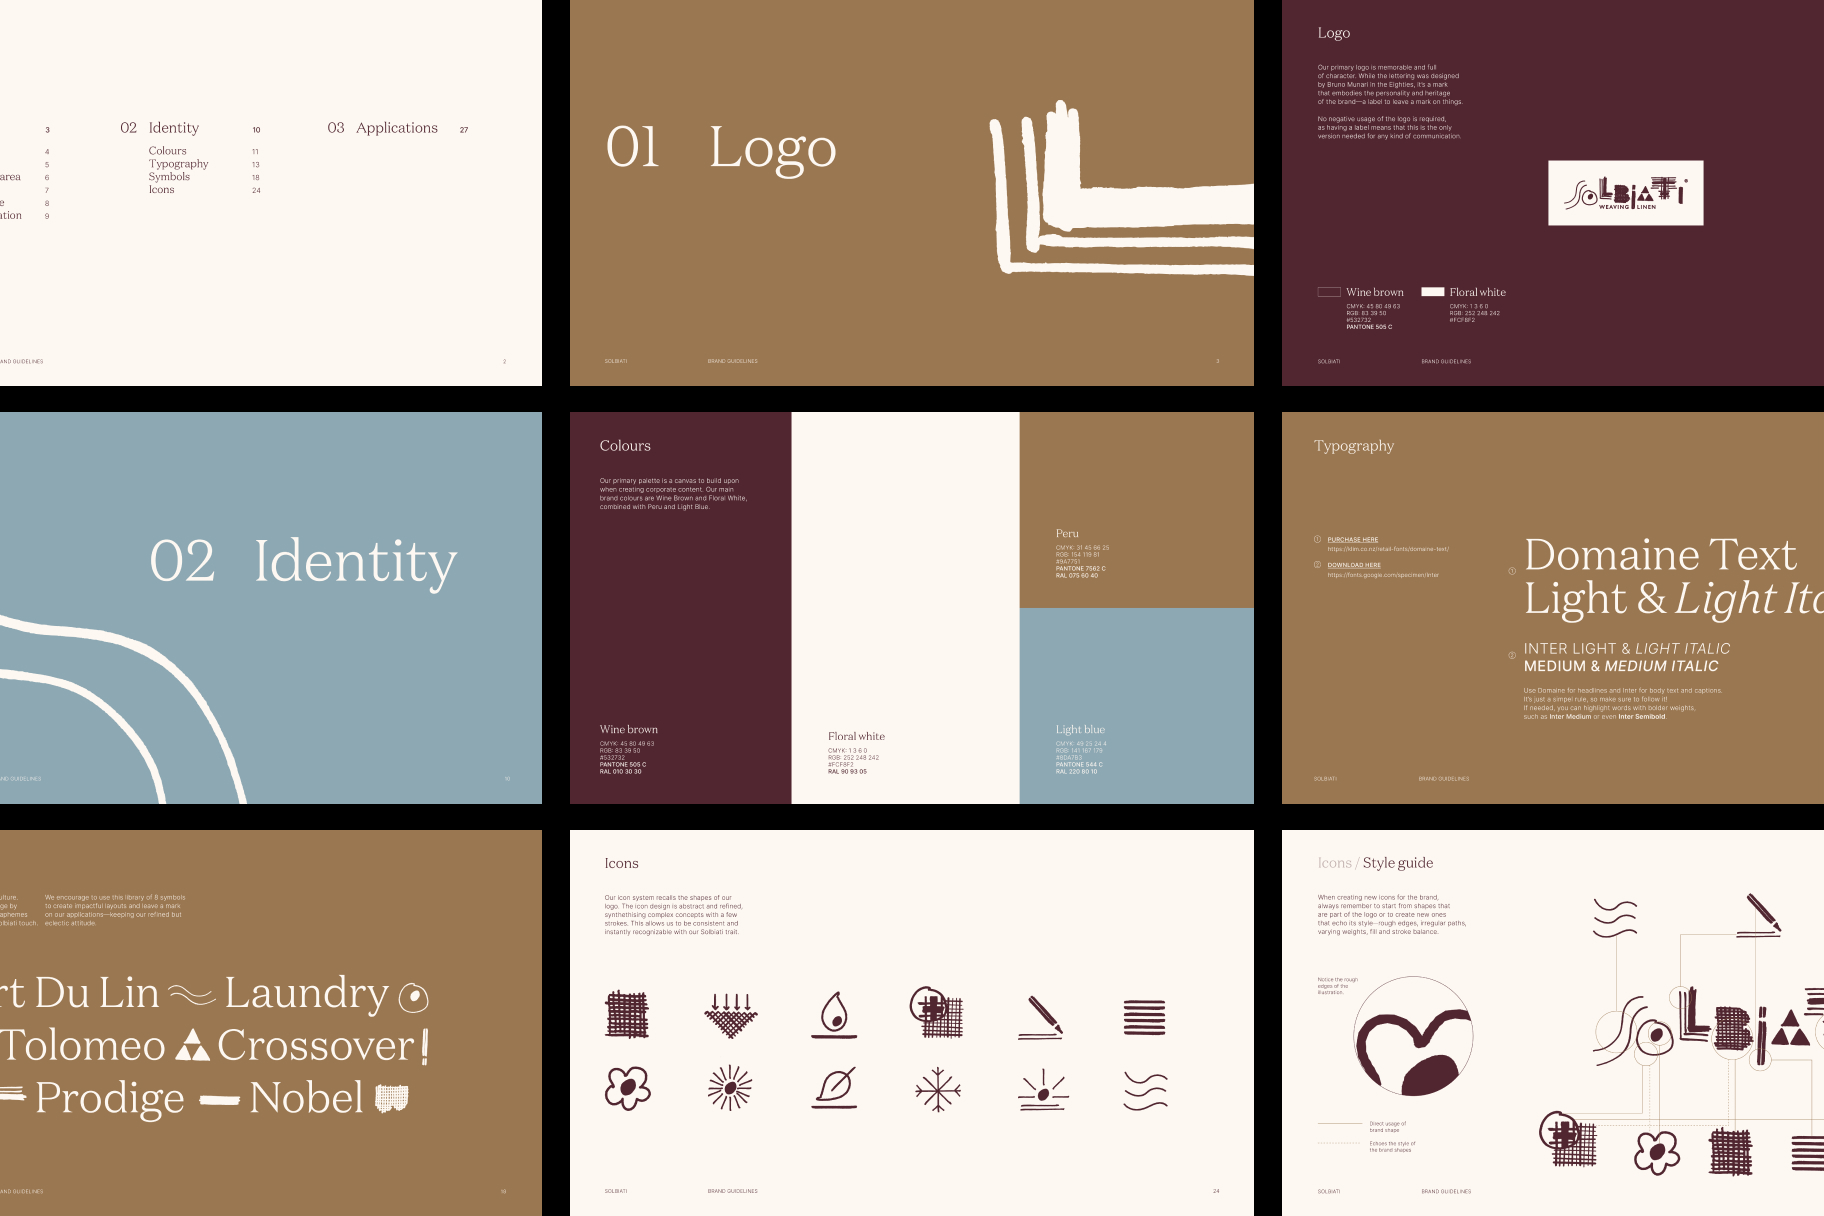 3
4
5
area 6
7
e 8
ation 9
02 Identity 10
Colours 11
Typography 13
Symbols 18
Icons 24
03 Applications 27
AND GUIDELINES
2
01 Logo
SOLBIATI
BRAND GUIDELINES
3
Logo
Our primary logo is memorable and full
of character. While the lettering was designed
by Bruno Munari in the Eighties, it's a mark
that embodies the personality and heritage
of the brand—a label to leave a mark on things.
No negative usage of the logo is required,
as having a label means that this is the only
version needed for any kind of communication.
SOLBIATI
WEAVING LINEN
Wine brown
CMYK: 45 80 49 63
RGB: 83 39 50
#532732
PANTONE 505 C
Floral white
CMYK: 1 3 6 0
RGB: 252 248 242
#FCF8F2
SOLBIATI
BRAND GUIDELINES
02 Identity
AND GUIDELINES
10
Colours
Our primary palette is a canvas to build upon
when creating corporate content. Our main
brand colours are Wine Brown and Floral White,
combined with Peru and Light Blue.
Wine brown
CMYK: 45 80 49 63
RGB: 83 39 50
#532732
PANTONE 505 C
RAL 010 30 30
Floral white
CMYK: 1 3 6 0
RGB: 252 248 242
#FCF8F2
RAL 90 93 05
Peru
CMYK: 31 45 66 25
RGB: 154 119 81
#9A7751
PANTONE 7562 C
RAL 075 60 40
Light blue
CMYK: 49 25 24 4
RGB: 141 167 179
#8DA7B3
PANTONE 544 C
RAL 220 80 10
Typography
1 PURCHASE HERE
https://klim.co.nz/retail-fonts/domaine-text/
2 DOWNLOAD HERE
https://fonts.google.com/specimen/Inter
1 Domaine Text
Light & Light Ita
2 INTER LIGHT & LIGHT ITALIC
MEDIUM & MEDIUM ITALIC
Use Domaine for headlines and Inter for body text and captions.
It's just a simpel rule, so make sure to follow it!
If needed, you can highlight words with bolder weights,
such as Inter Medium or even Inter Semibold.
SOLBIATI
BRAND GUIDELINES
ulture.
ge by
aphemes
olbiati touch.
We encourage to use this library of 8 symbols
to create impactful layouts and leave a mark
on our applications—keeping our refined but
eclectic attitude.
rt Du Lin Laundry
Tolomeo Crossover!
Prodige Nobel
AND GUIDELINES
18
Icons
Our icon system recalls the shapes of our
logo. The icon design is abstract and refined,
synthethising complex concepts with a few
strokes. This allows us to be consistent and
instantly recognizable with our Solbiati trait.
SOLBIATI
BRAND GUIDELINES
24
Icons / Style guide
When creating new icons for the brand,
always remember to start from shapes that
are part of the logo or to create new ones
that echo its style—rough edges, irregular paths,
varying weights, fill and stroke balance.
Notice the rough
edges of the
illustration.
SOLBIA
Direct usage of
brand shape
Echoes the style of
the brand shapes
SOLBIATI
BRAND GUIDELINES